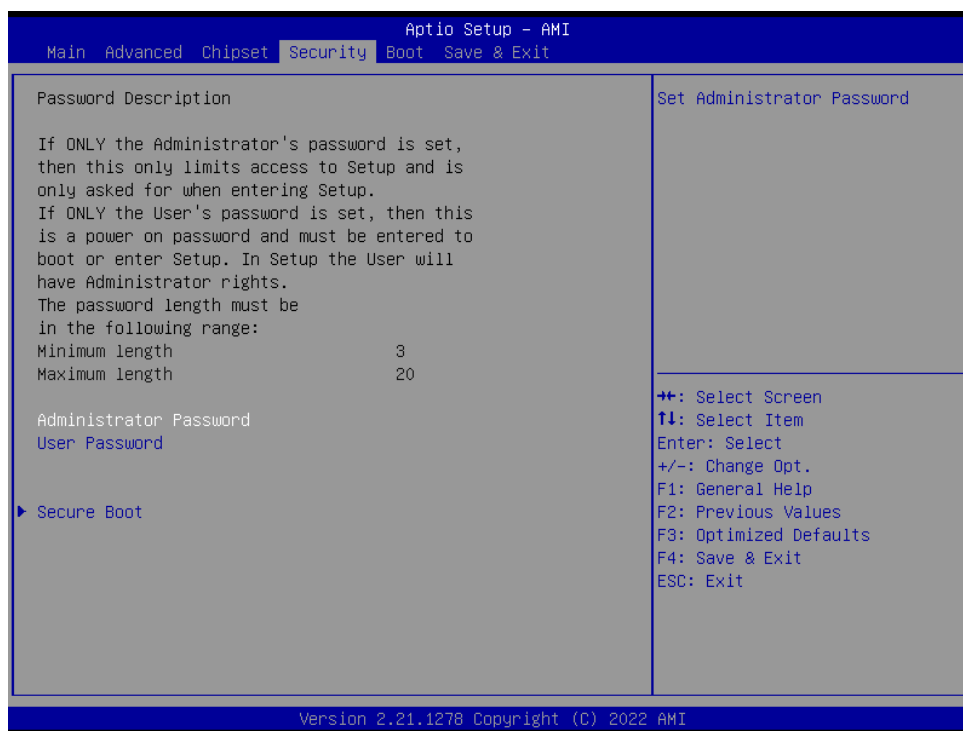 Aptio Setup - AMI
Main Advanced Chipset Security Boot Save & Exit
Password Description
If ONLY the Administrator's password is set,
then this only limits access to Setup and is
only asked for when entering Setup.
If ONLY the User's password is set, then this
is a power on password and must be entered to
boot or enter Setup. In Setup the User will
have Administrator rights.
The password length must be
in the following range:
Minimum length 3
Maximum length 20
Administrator Password
User Password
Secure Boot
Set Administrator Password
→←: Select Screen
↑↓: Select Item
Enter: Select
+/-: Change Opt.
F1: General Help
F2: Previous Values
F3: Optimized Defaults
F4: Save & Exit
ESC: Exit
Version 2.21.1278 Copyright (C) 2022 AMI